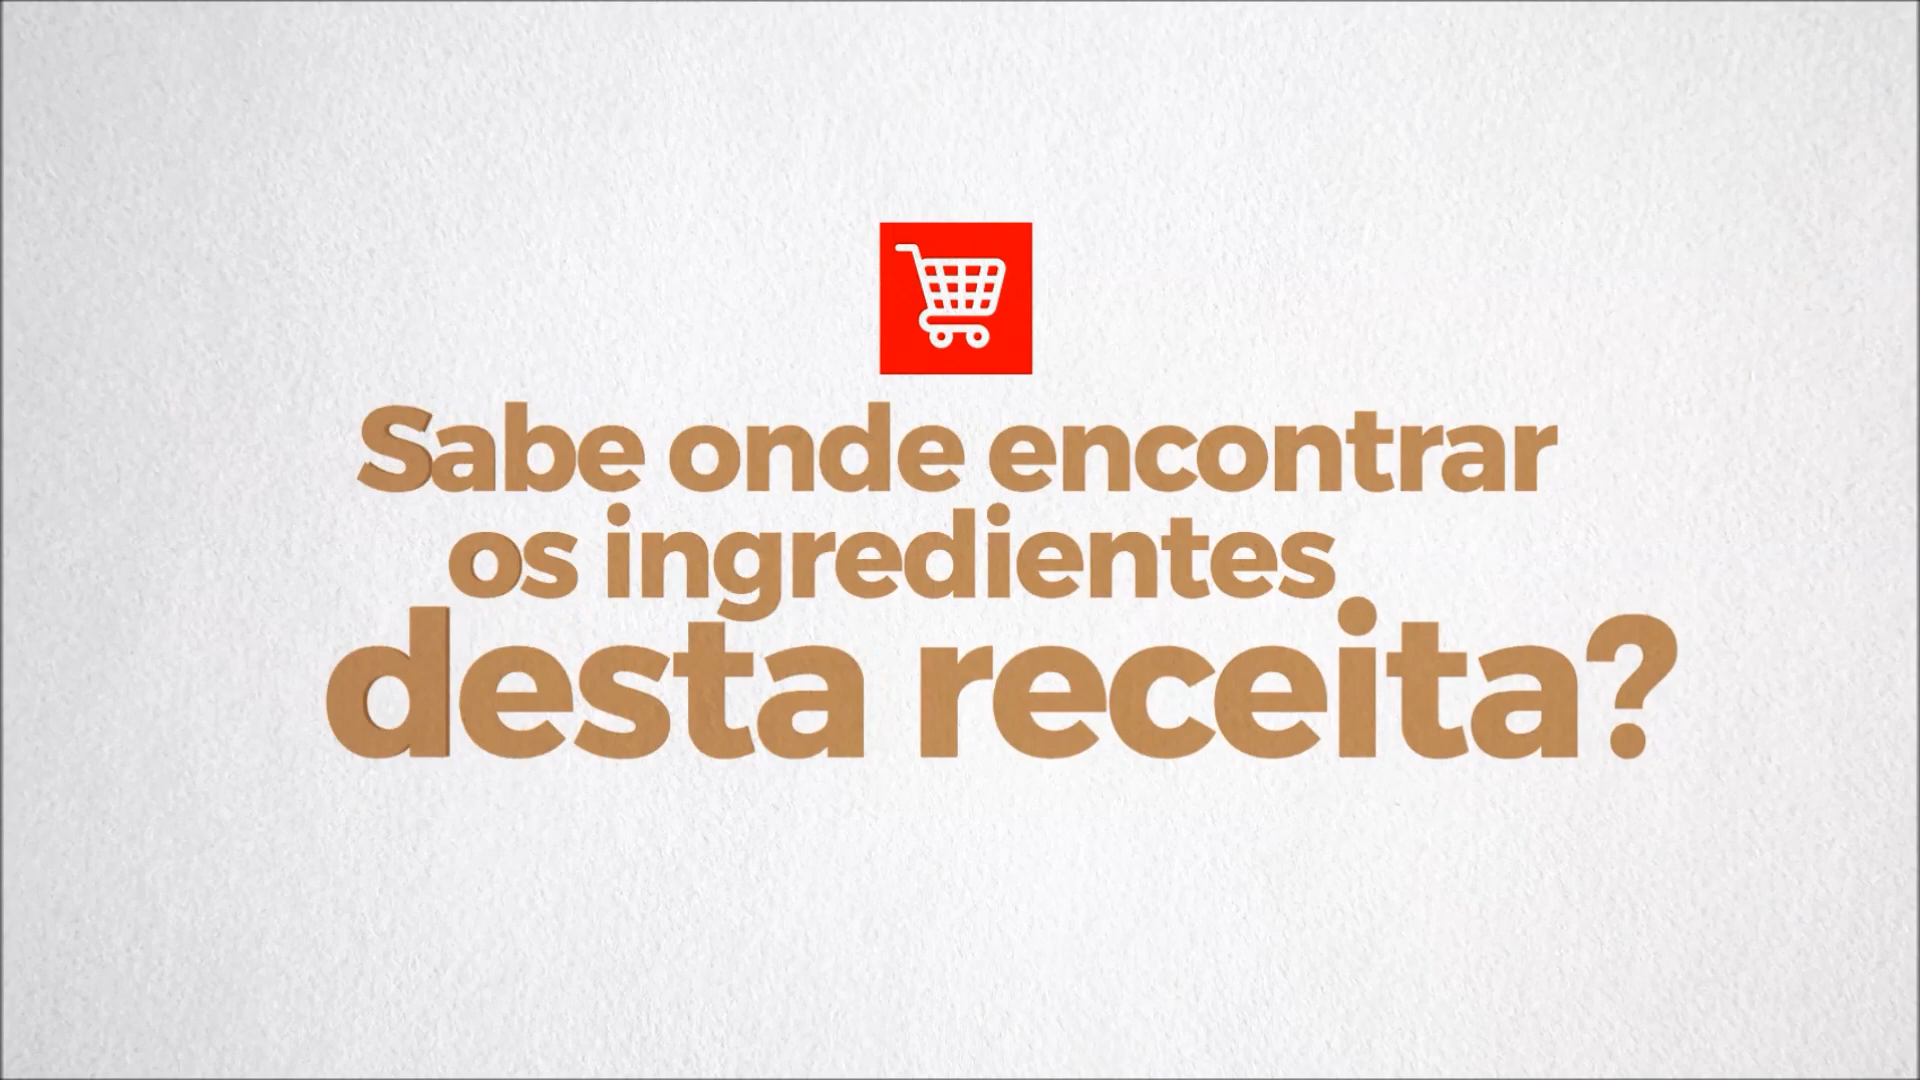 Sabe onde encontrar
os ingredientes
desta receita?